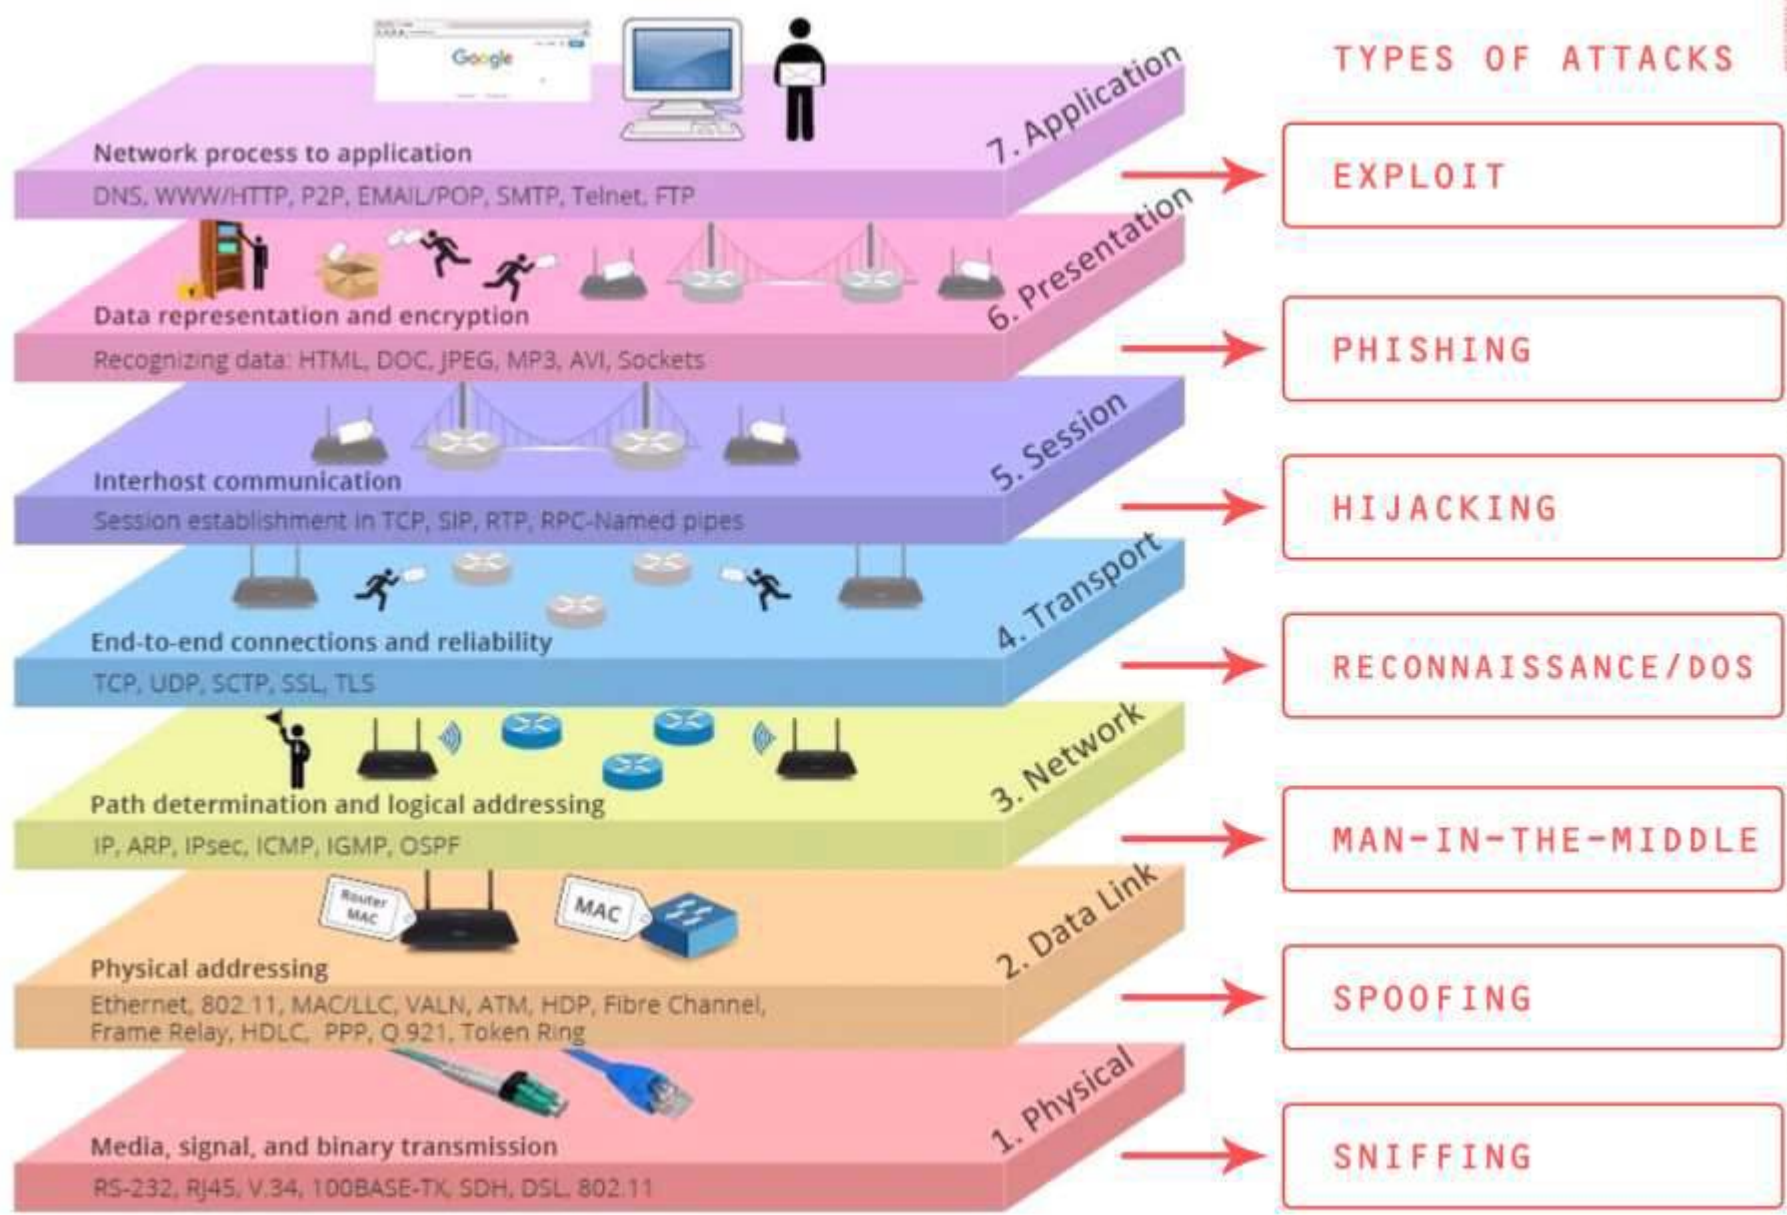 TYPES OF ATTACKS
Google
7. Application
Network process to application
DNS, WWW/HTTP, P2P, EMAIL/POP, SMTP, Telnet, FTP
EXPLOIT
6. Presentation
Data representation and encryption
Recognizing data: HTML, DOC, JPEG, MP3, AVI, Sockets
PHISHING
5. Session
Interhost communication
Session establishment in TCP, SIP, RTP, RPC-Named pipes
HIJACKING
4. Transport
End-to-end connections and reliability
TCP, UDP, SCTP, SSL, TLS
RECONNAISSANCE/DOS
3. Network
Path determination and logical addressing
IP, ARP, IPsec, ICMP, IGMP, OSPF
MAN-IN-THE-MIDDLE
2. Data Link
Router
MAC
MAC
Physical addressing
Ethernet, 802.11, MAC/LLC, VALN, ATM, HDP, Fibre Channel,
Frame Relay, HDLC, PPP, Q.921, Token Ring
SPOOFING
1. Physical
Media, signal, and binary transmission
RS-232, RJ45, V.34, 100BASE-TX, SDH, DSL, 802.11
SNIFFING